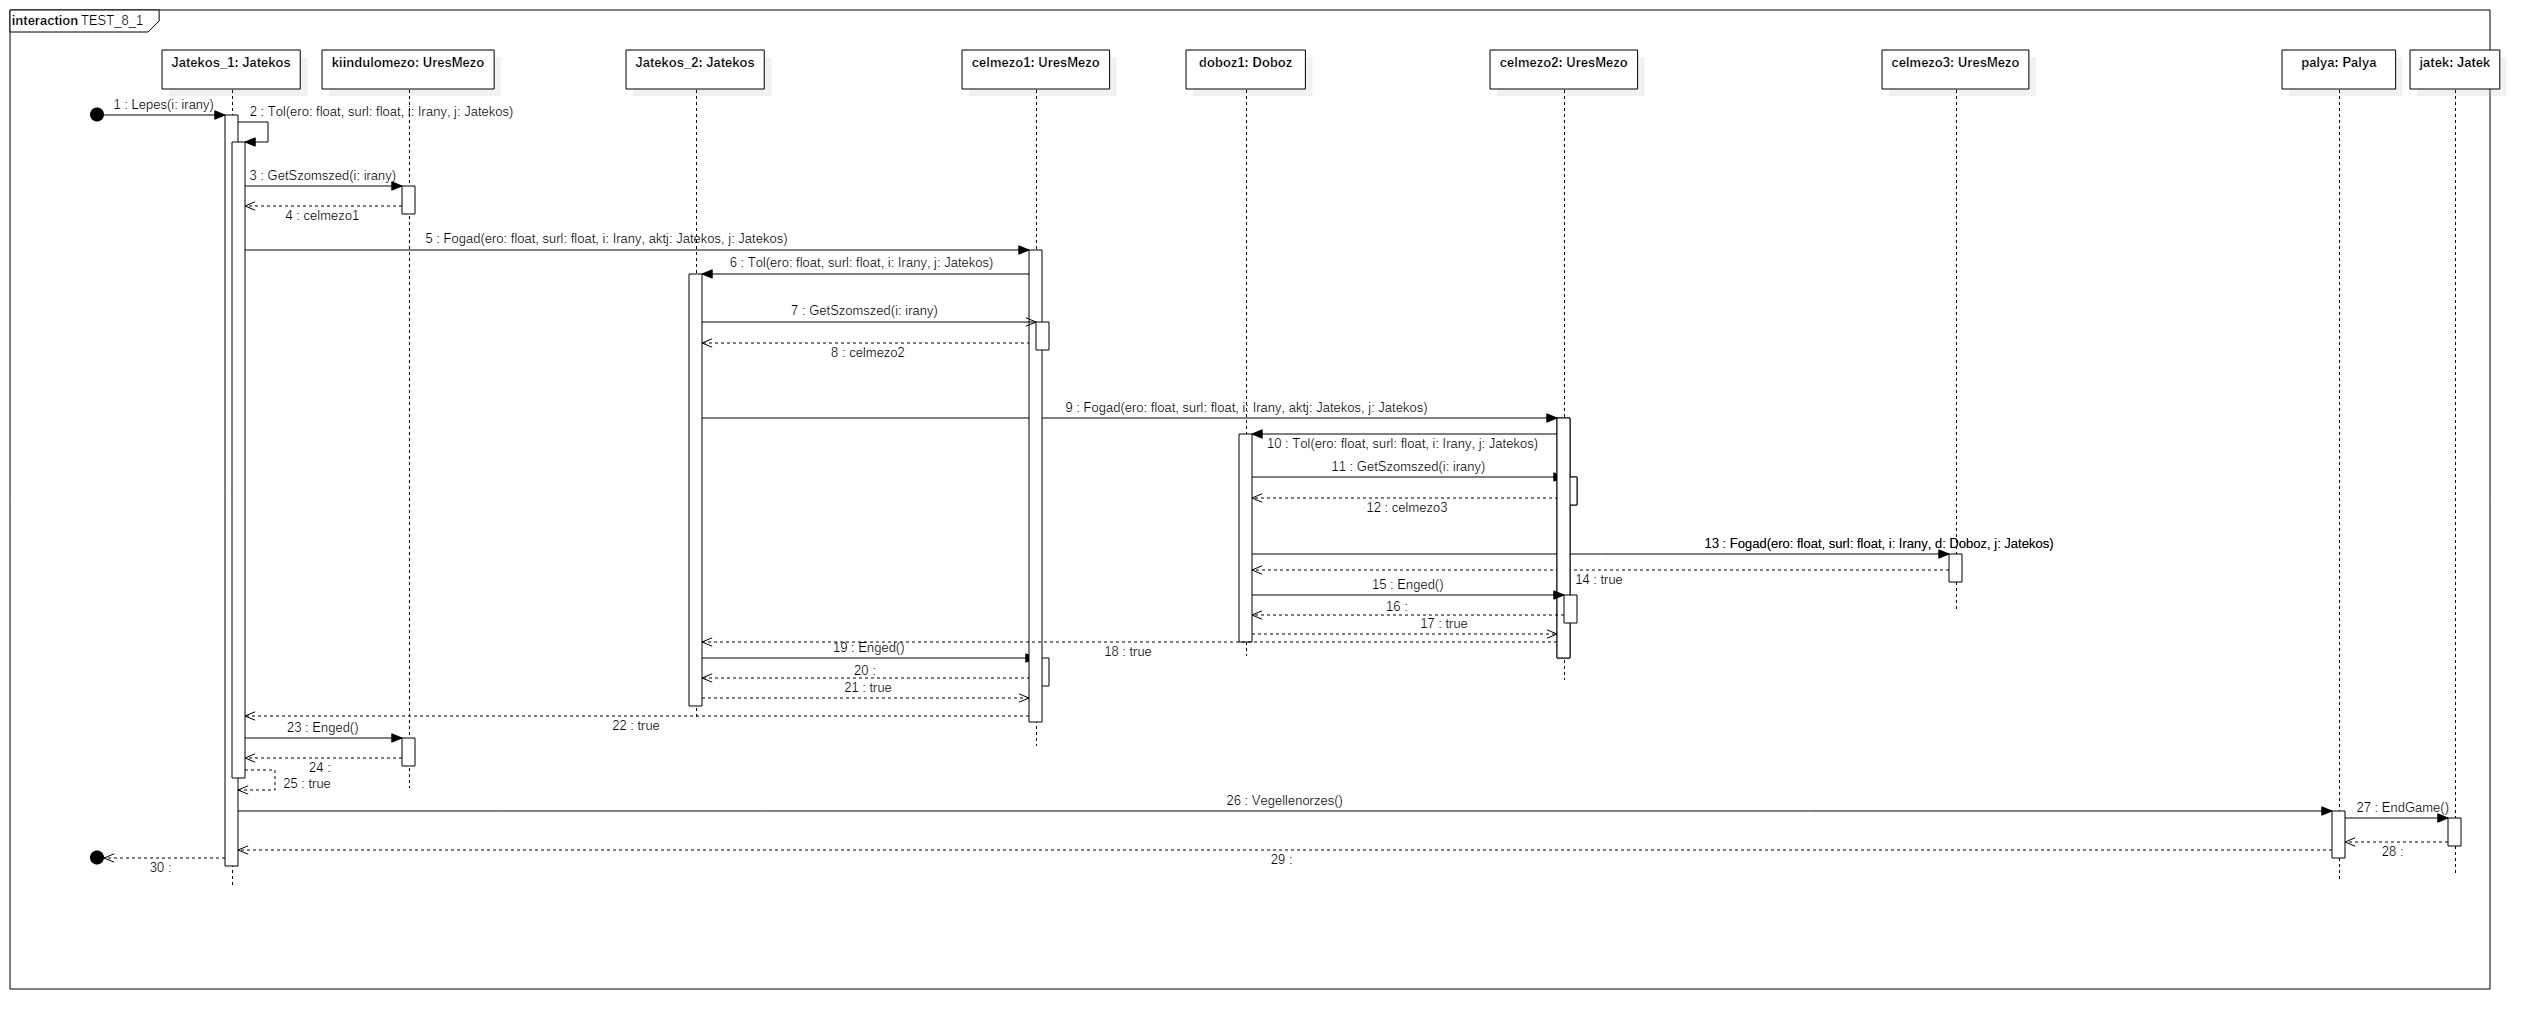 interaction TEST_8_1
Jatekos_1: Jatekos
kiindulomezo: UresMezo
Jatekos_2: Jatekos
celmezo1: UresMezo
doboz1: Doboz
celmezo2: UresMezo
celmezo3: UresMezo
palya: Palya
jatek: Jatek
1 : Lepes(i: irany)
2 : Tol(ero: float, surl: float, i: Irany, j: Jatekos)
3 : GetSzomszed(i: irany)
4 : celmezo1
5 : Fogad(ero: float, surl: float, i: Irany, aktj: Jatekos, j: Jatekos)
6 : Tol(ero: float, surl: float, i: Irany, j: Jatekos)
7 : GetSzomszed(i: irany)
8 : celmezo2
9 : Fogad(ero: float, surl: float, i: Irany, aktj: Jatekos, j: Jatekos)
10 : Tol(ero: float, surl: float, i: Irany, j: Jatekos)
11 : GetSzomszed(i: irany)
12 : celmezo3
13 : Fogad(ero: float, surl: float, i: Irany, d: Doboz, j: Jatekos)
14 : true
15 : Enged()
16 :
17 : true
18 : true
19 : Enged()
20 :
21 : true
22 : true
23 : Enged()
24 :
25 : true
26 : Vegellenorzes()
27 : EndGame()
28 :
29 :
30 :